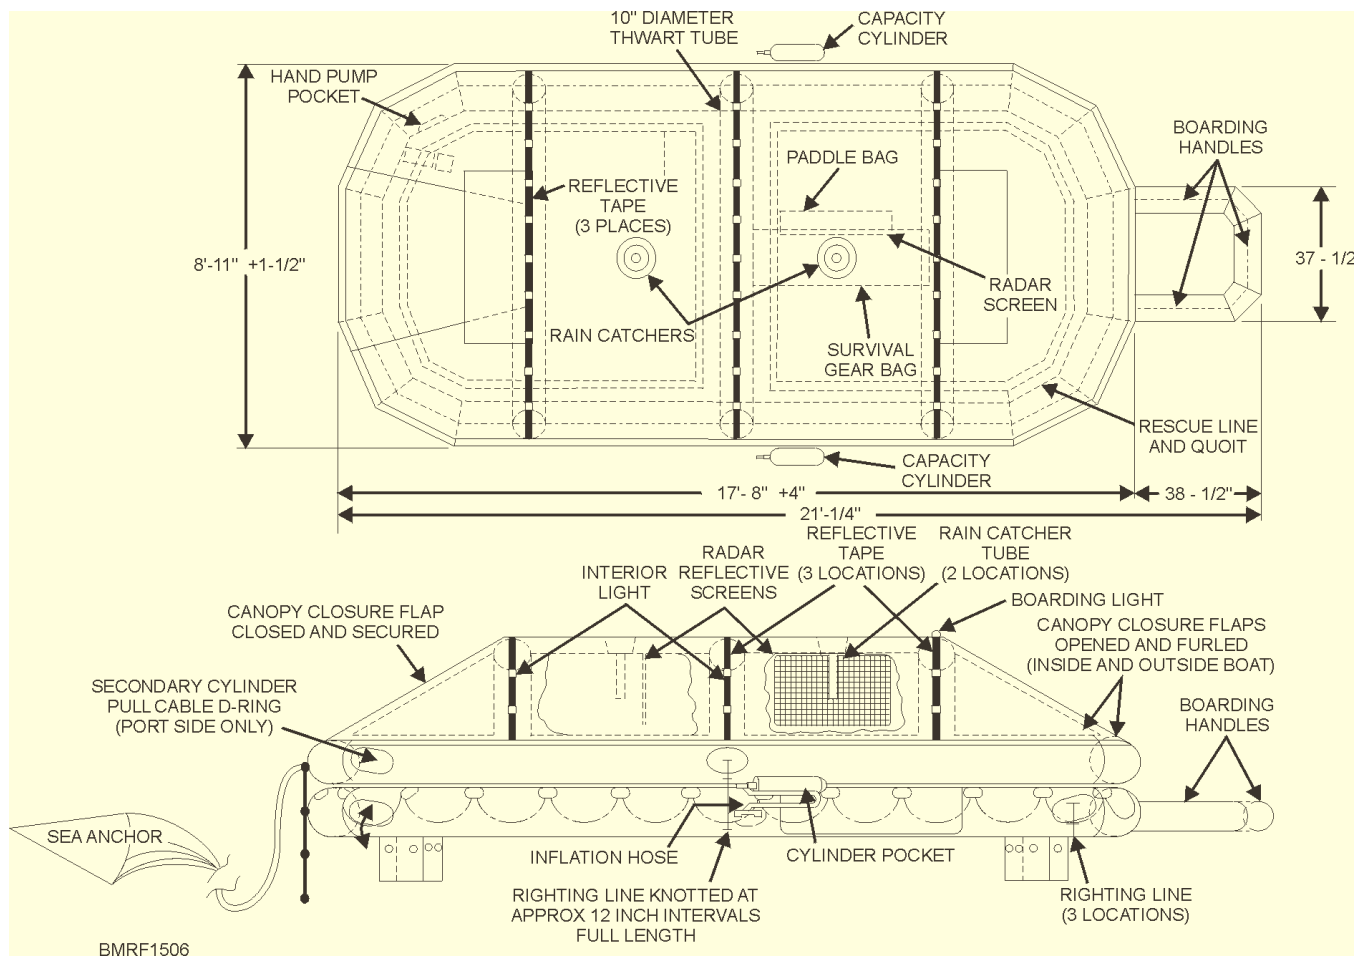 10" DIAMETER
THWART TUBE
CAPACITY
CYLINDER
HAND PUMP
POCKET
BOARDING
HANDLES
PADDLE BAG
REFLECTIVE
TAPE
(3 PLACES)
8'-11" +1-1/2"
37 - 1/2
RADAR
SCREEN
RAIN CATCHERS
SURVIVAL
GEAR BAG
RESCUE LINE
AND QUOIT
CAPACITY
CYLINDER
17'- 8" +4"
38 - 1/2"
21'-1/4"
REFLECTIVE
TAPE
(3 LOCATIONS)
RAIN CATCHER
TUBE
(2 LOCATIONS)
RADAR
REFLECTIVE
SCREENS
INTERIOR
LIGHT
BOARDING LIGHT
CANOPY CLOSURE FLAP
CLOSED AND SECURED
CANOPY CLOSURE FLAPS
OPENED AND FURLED
(INSIDE AND OUTSIDE BOAT)
SECONDARY CYLINDER
PULL CABLE D-RING
(PORT SIDE ONLY)
BOARDING
HANDLES
SEA ANCHOR
INFLATION HOSE
CYLINDER POCKET
RIGHTING LINE KNOTTED AT
APPROX 12 INCH INTERVALS
FULL LENGTH
RIGHTING LINE
(3 LOCATIONS)
BMRF1506